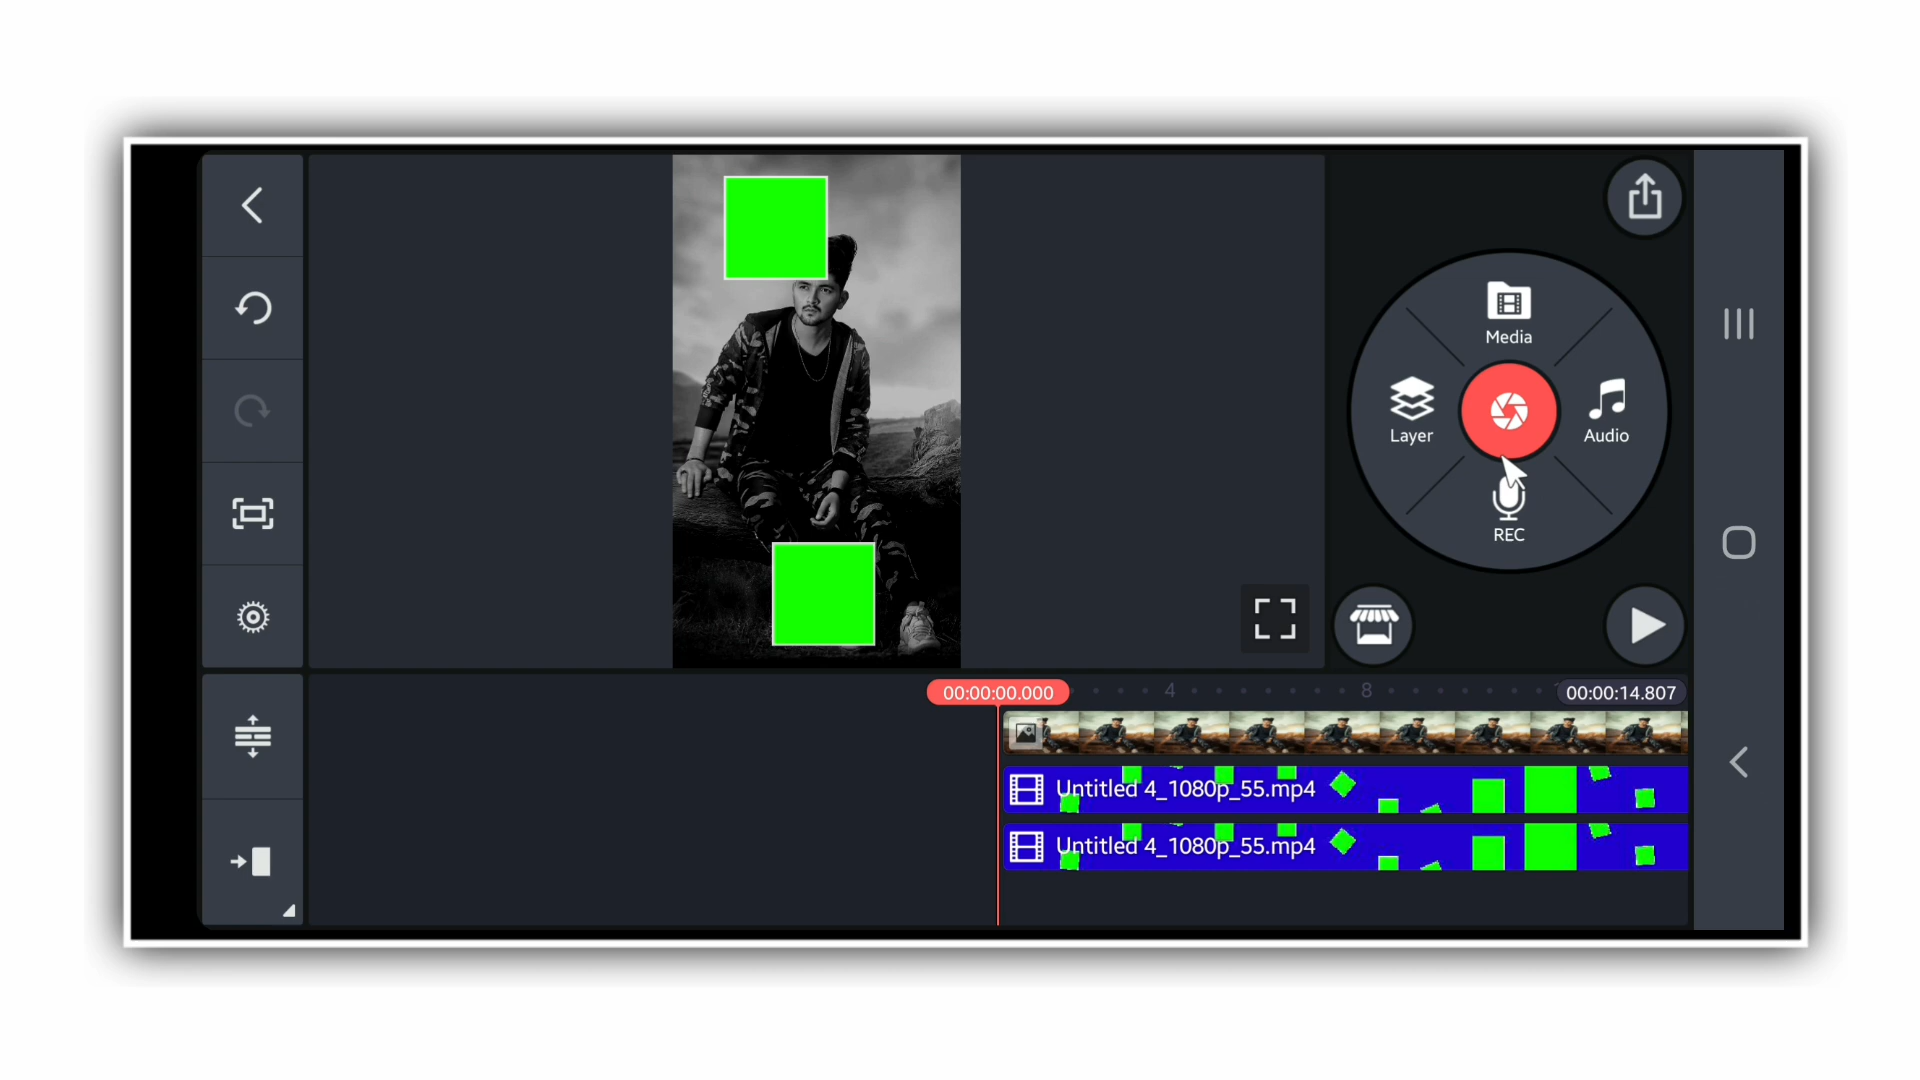 Media
Layer
Audio
REC
00:00:00.000
4
8
00:00:14.807
Untitled 4_1080p_55.mp4
Untitled 4_1080p_55.mp4